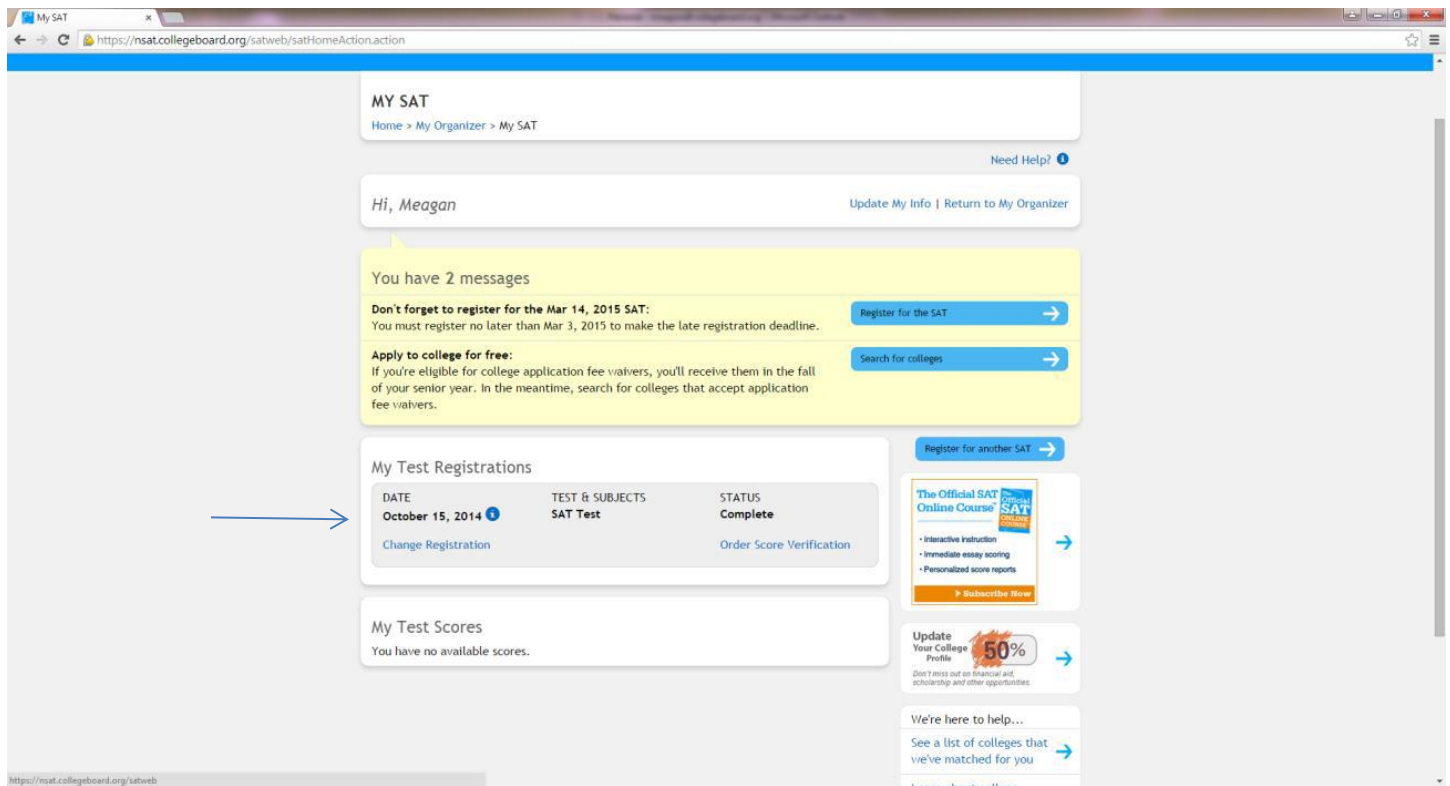 My SAT
https://nsat.collegeboard.org/satweb/satHomeAction.action
MY SAT
Home > My Organizer > My SAT
Need Help?
Hi, Meagan
Update My Info | Return to My Organizer
You have 2 messages
Don't forget to register for the Mar 14, 2015 SAT:
You must register no later than Mar 3, 2015 to make the late registration deadline.
Register for the SAT
Apply to college for free:
If you're eligible for college application fee waivers, you'll receive them in the fall
of your senior year. In the meantime, search for colleges that accept application
fee waivers.
Search for colleges
My Test Registrations
DATE TEST & SUBJECTS STATUS
October 15, 2014 SAT Test Complete
Change Registration Order Score Verification
My Test Scores
You have no available scores.
Register for another SAT
The Official SAT
Online Course™
The Official
SAT
ONLINE
COURSE
• Interactive instruction
• Immediate essay scoring
• Personalized score reports
Subscribe Now
Update
Your College
Profile
50%
Don't miss out on financial aid,
scholarship and other opportunities.
We're here to help...
See a list of colleges that
we've matched for you
https://nsat.collegeboard.org/satweb